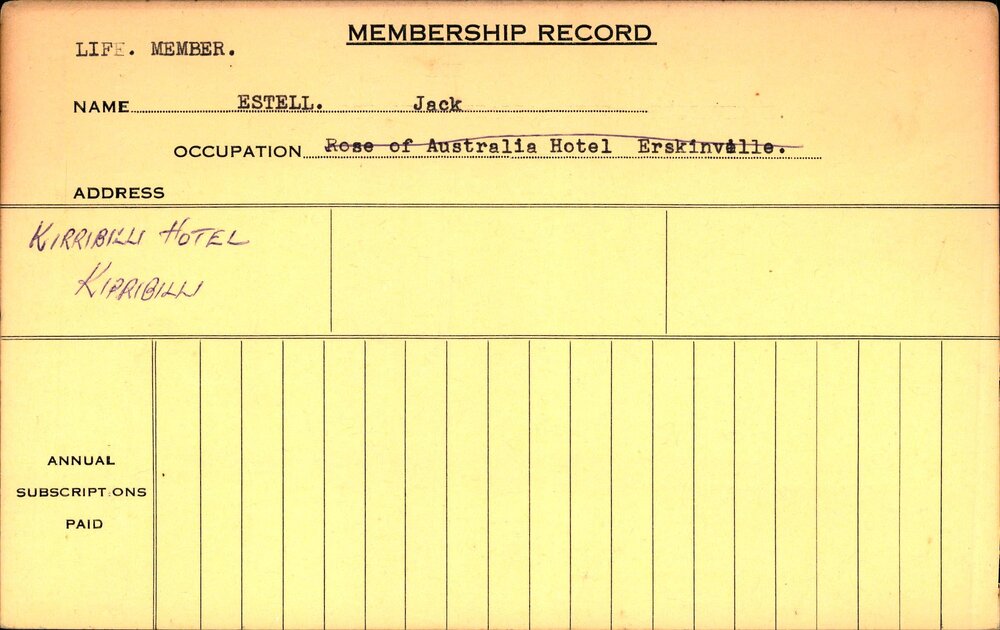 MEMBERSHIP RECORD
LIFE. MEMBER.
NAME ESTELL. Jack
OCCUPATION Rose of Australia Hotel Erskinville.
ADDRESS
KIRRIBILLI HOTEL
KIRRIBILLI
ANNUAL
SUBSCRIPTIONS
PAID